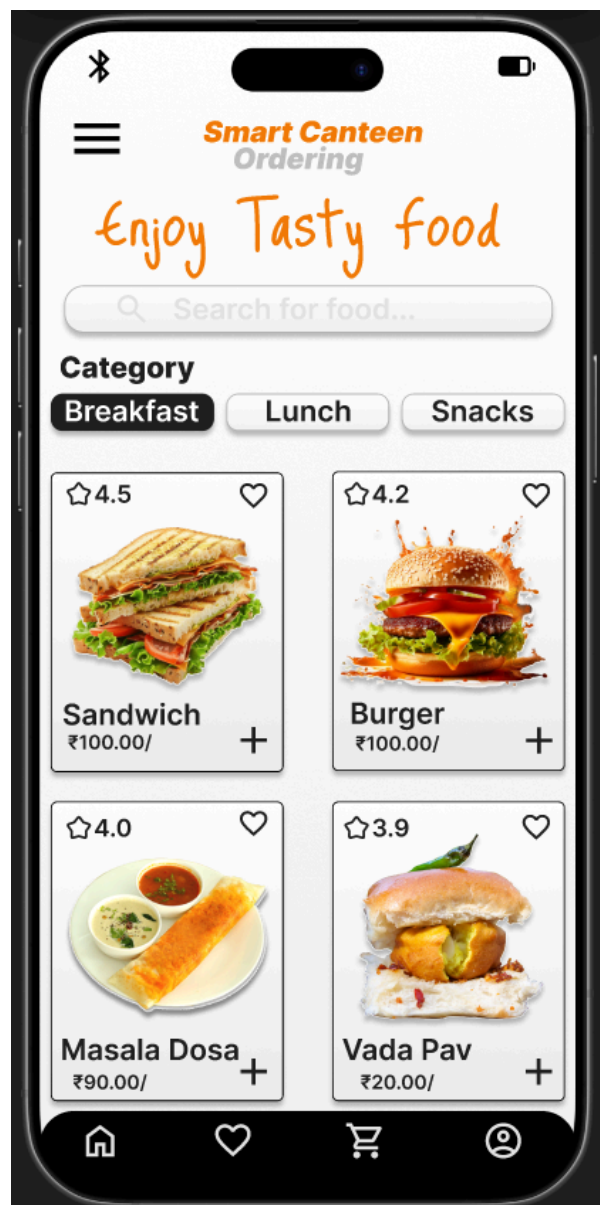 Smart Canteen
Ordering
Enjoy Tasty food
Search for food...
Category
Breakfast Lunch Snacks
4.5 4.2
Sandwich Burger
₹100.00/ ₹100.00/
4.0 3.9
Masala Dosa Vada Pav
₹90.00/ ₹20.00/